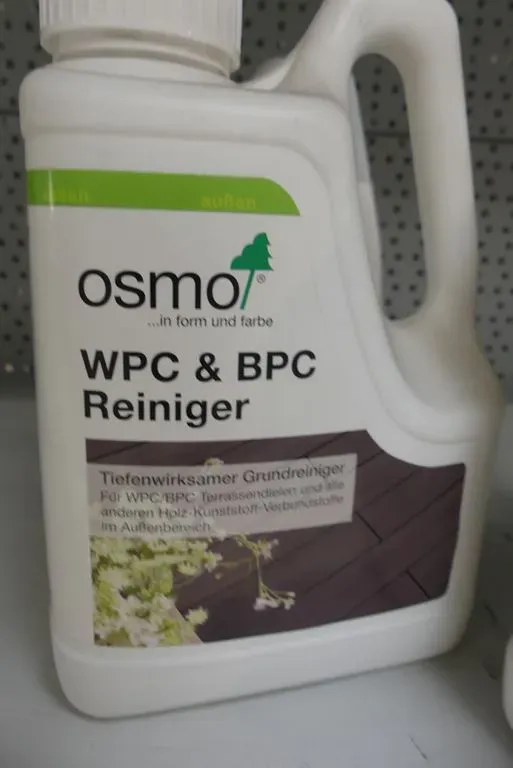 außen
osmo®
...in form und farbe
WPC & BPC
Reiniger
Tiefenwirksamer Grundreiniger
Für WPC/BPC Terrassendielen und alle
anderen Holz-Kunststoff-Verbundstoffe
im Außenbereich